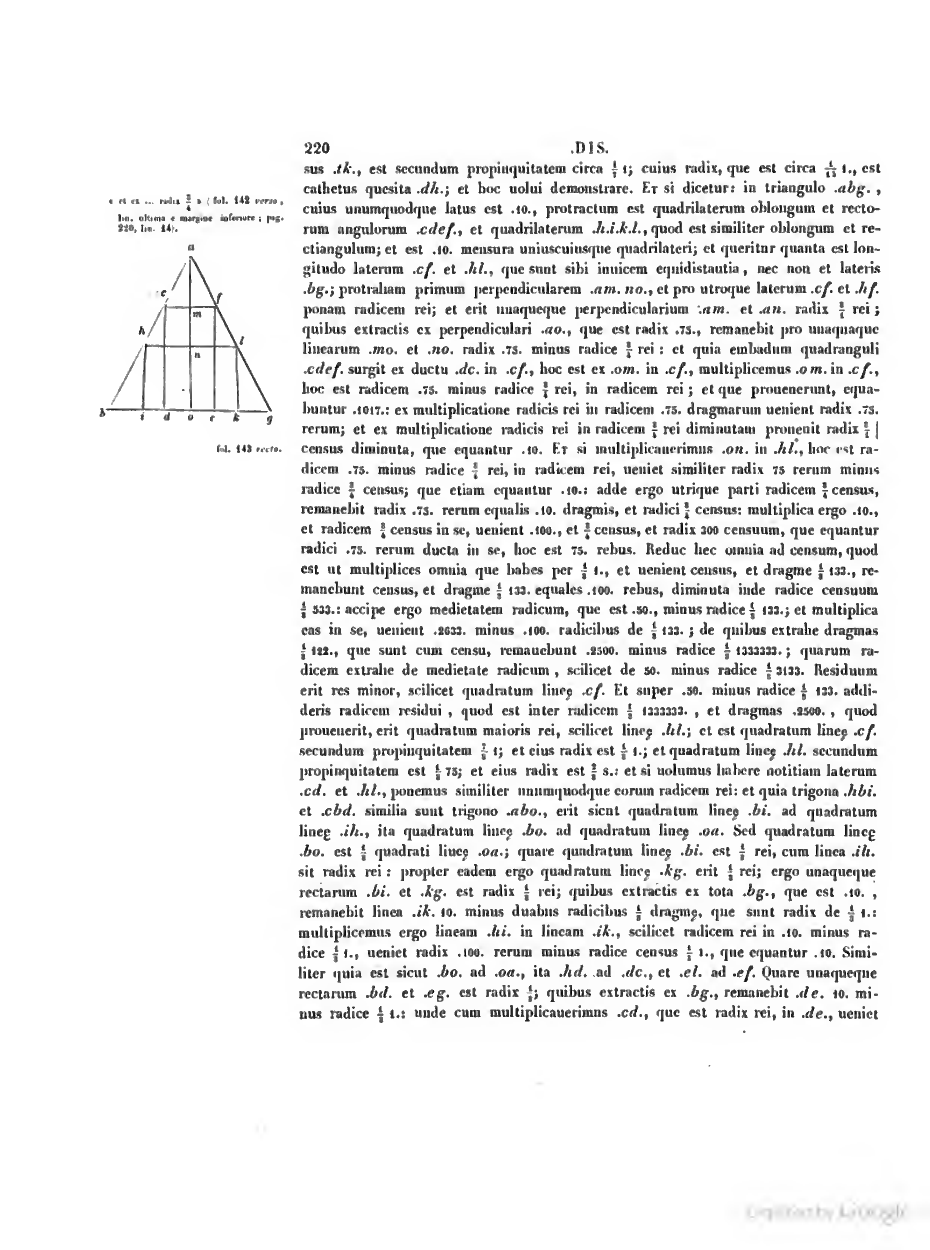 220 .DIS.
« et ex ... radix 3/4 » (fol. 142 verso,
lin. ultima e margine inferiore; pag.
220, lin. 14).
a
c f
m
h l
n
b i d o e k g
fol. 143 recto.
sus .tk., est secundum propinquitatem circa 1; cuius radix, que est circa 1., est
cathetus quesita .dh.; et hoc uolui demonstrare. ET si dicetur: in triangulo .abg. ,
cuius unumquodque latus est .10., protractum est quadrilaterum oblongum et recto-
rum angulorum .cdef., et quadrilaterum .h.i.k.l., quod est similiter oblongum et re-
ctiangulum; et est .10. mensura uniuscuiusque quadrilateri; et queritur quanta est lon-
gitudo laterum .cf. et .hl., que sunt sibi inuicem equidistantia, nec non et lateris
.bg.; protraham primum perpendicularem .am. no., et pro utroque laterum .cf. et .hf.
ponam radicem rei; et erit unaqueque perpendicularium .am. et .an. radix 3/4 rei ;
quibus extractis ex perpendiculari .ao., que est radix .75., remanebit pro unaquaque
linearum .mo. et .no. radix .75. minus radice 3/4 rei : et quia embadum quadranguli
.cdef. surgit ex ductu .dc. in .cf., hoc est ex .om. in .cf., multiplicemus .om. in .cf.,
hoc est radicem .75. minus radice 3/4 rei, in radicem rei ; et que prouenerunt, equa-
buntur .1017.: ex multiplicatione radicis rei in radicem .75. dragmarum uenient radix .75.
rerum; et ex multiplicatione radicis rei in radicem 3/4 rei diminutam prouenit radix 3/4 |
census diminuta, que equantur .10. ET si multiplicauerimus .on. in .hl., hoc est ra-
dicem .75. minus radice 3/4 rei, in radicem rei, ueniet similiter radix 75 rerum minus
radice 3/4 census; que etiam equantur .10.: adde ergo utrique parti radicem 3/4 census,
remanebit radix .75. rerum equalis .10. dragmis, et radici 3/4 census: multiplica ergo .10.,
et radicem 3/4 census in se, uenient .100., et 3/4 census, et radix 300 censuum, que equantur
radici .75. rerum ducta in se, hoc est 75. rebus. Reduc hec omnia ad censum, quod
est ut multiplices omnia que habes per 1/3 1., et uenient census, et dragme 1/3 133., re-
manebunt census, et dragme 1/3 133. equales .100. rebus, diminuta inde radice censuum
1/3 533.: accipe ergo medietatem radicum, que est .50., minus radice 1/3 133.; et multiplica
eas in se, uenient .2633. minus .100. radicibus de 1/3 133. ; de quibus extrahe dragmas
1/3 122., que sunt cum censu, remanebunt .2500. minus radice 1/3 1333333. ; quarum ra-
dicem extrahe de medietate radicum , scilicet de 50. minus radice 1/3 3133. Residuum
erit res minor, scilicet quadratum lineę .cf. Et super .50. minus radice 1/3 133. addi-
deris radicem residui , quod est inter radicem 1/3 1333333. , et dragmas .2500. , quod
prouenerit, erit quadratum maioris rei, scilicet lineę .hl.; et est quadratum lineę .cf.
secundum propinquitatem 1; et eius radix est 1.; et quadratum lineę .hl. secundum
propinquitatem est 75; et eius radix est s.: et si uolumus habere notitiam laterum
.cd. et .hl., ponemus similiter unumquodque eorum radicem rei: et quia trigona .hbi.
et .cbd. similia sunt trigono .abo., erit sicut quadratum lineę .bi. ad quadratum
lineę .ih., ita quadratum lineę .bo. ad quadratum lineę .oa. Sed quadratum lineę
.bo. est 1/3 quadrati lineę .oa.; quare quadratum lineę .bi. est 1/3 rei, cum linea .ih.
sit radix rei : propter eadem ergo quadratum lineę .kg. erit 1/3 rei; ergo unaqueque
rectarum .bi. et .kg. est radix 1/3 rei; quibus extractis ex tota .bg., que est .10. ,
remanebit linea .ik. 10. minus duabus radicibus 1/3 dragmę, que sunt radix de 1/3 1.:
multiplicemus ergo lineam .hi. in lineam .ik., scilicet radicem rei in .10. minus ra-
dice 1/3 1., ueniet radix .100. rerum minus radice census 1/3 1., que equantur .10. Simi-
liter quia est sicut .bo. ad .oa., ita .hd. ad .dc., et .el. ad .ef. Quare unaqueque
rectarum .bd. et .eg. est radix 1/3; quibus extractis ex .bg., remanebit .de. 10. mi-
nus radice 1/3 1.: unde cum multiplicauerimus .cd., que est radix rei, in .de., ueniet
Digitized by Google